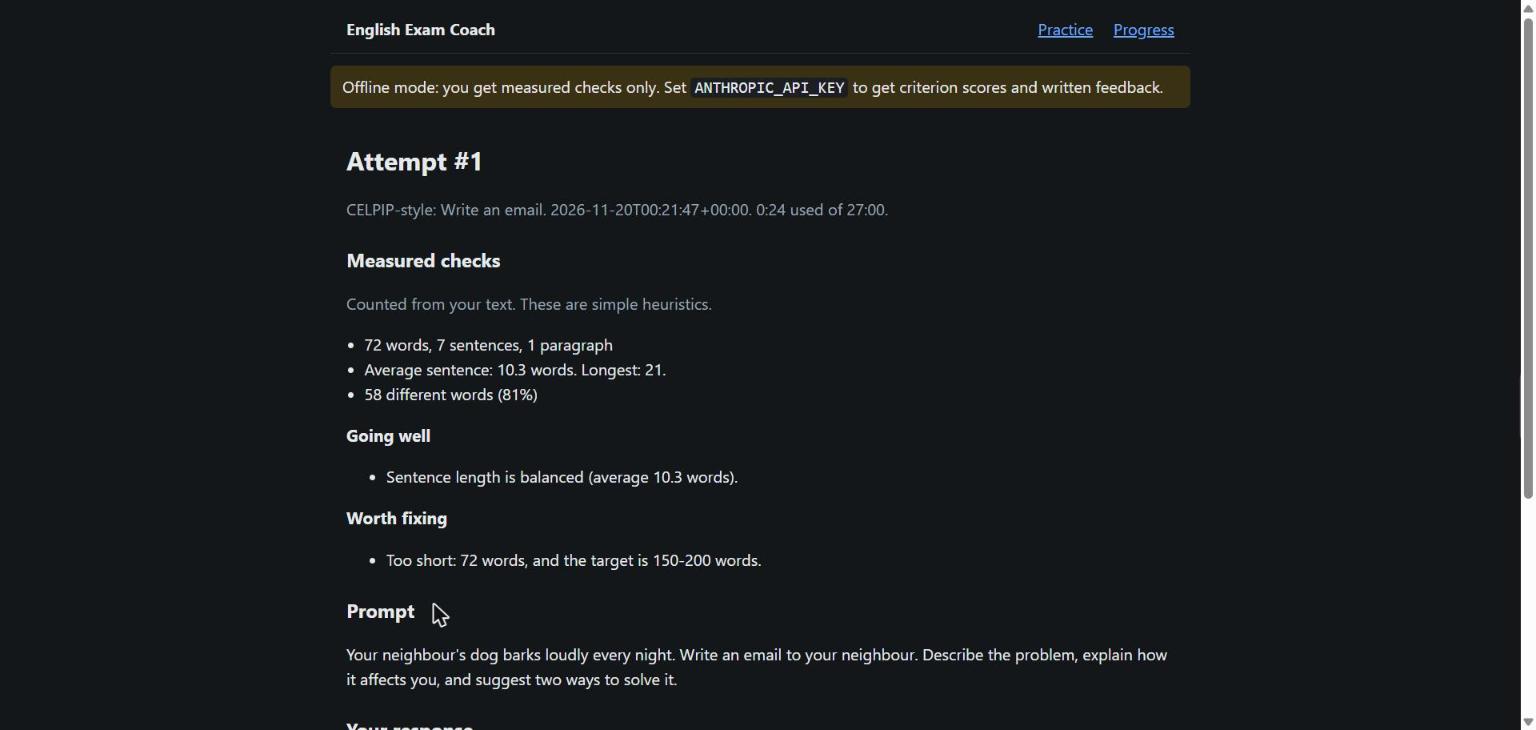 English Exam Coach
Practice Progress
Offline mode: you get measured checks only. Set ANTHROPIC_API_KEY to get criterion scores and written feedback.
Attempt #1
CELPIP-style: Write an email. 2026-11-20T00:21:47+00:00. 0:24 used of 27:00.
Measured checks
Counted from your text. These are simple heuristics.
• 72 words, 7 sentences, 1 paragraph
• Average sentence: 10.3 words. Longest: 21.
• 58 different words (81%)
Going well
• Sentence length is balanced (average 10.3 words).
Worth fixing
• Too short: 72 words, and the target is 150-200 words.
Prompt
Your neighbour's dog barks loudly every night. Write an email to your neighbour. Describe the problem, explain how
it affects you, and suggest two ways to solve it.
Your response